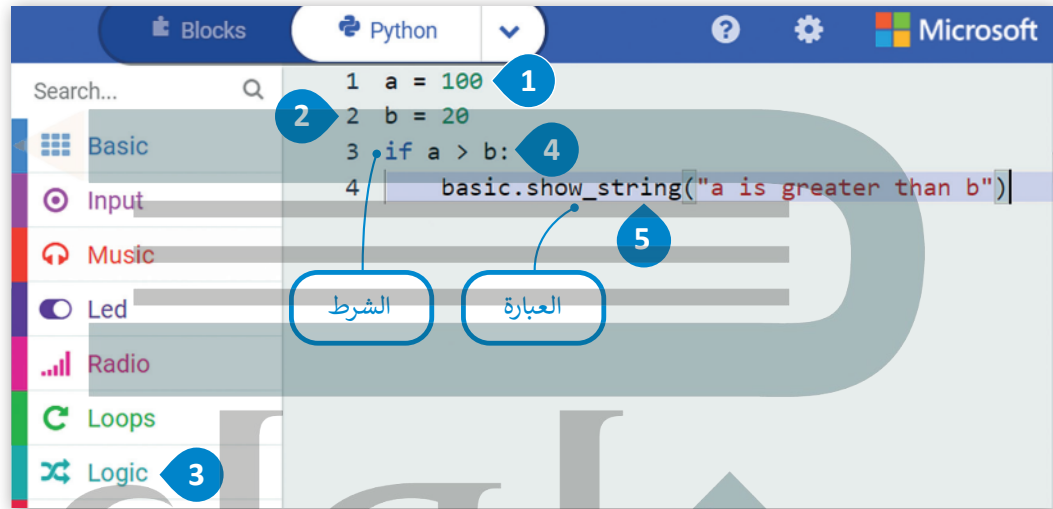 Blocks
Python
Microsoft
Search...
Basic
Input
Music
Led
Radio
Loops
Logic
3
1 a = 100
1
2
2 b = 20
3 if a > b:
4
4 basic.show_string("a is greater than b")
5
الشرط
العبارة